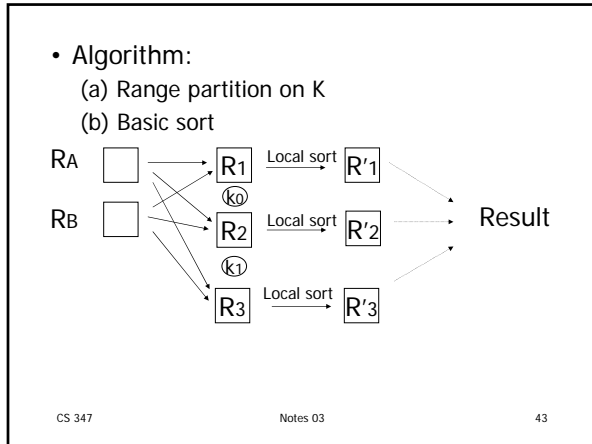 • Algorithm:
(a) Range partition on K
(b) Basic sort
RA R1 Local sort R'1
k0
RB R2 Local sort R'2 Result
k1
R3 Local sort R'3
CS 347 Notes 03 43